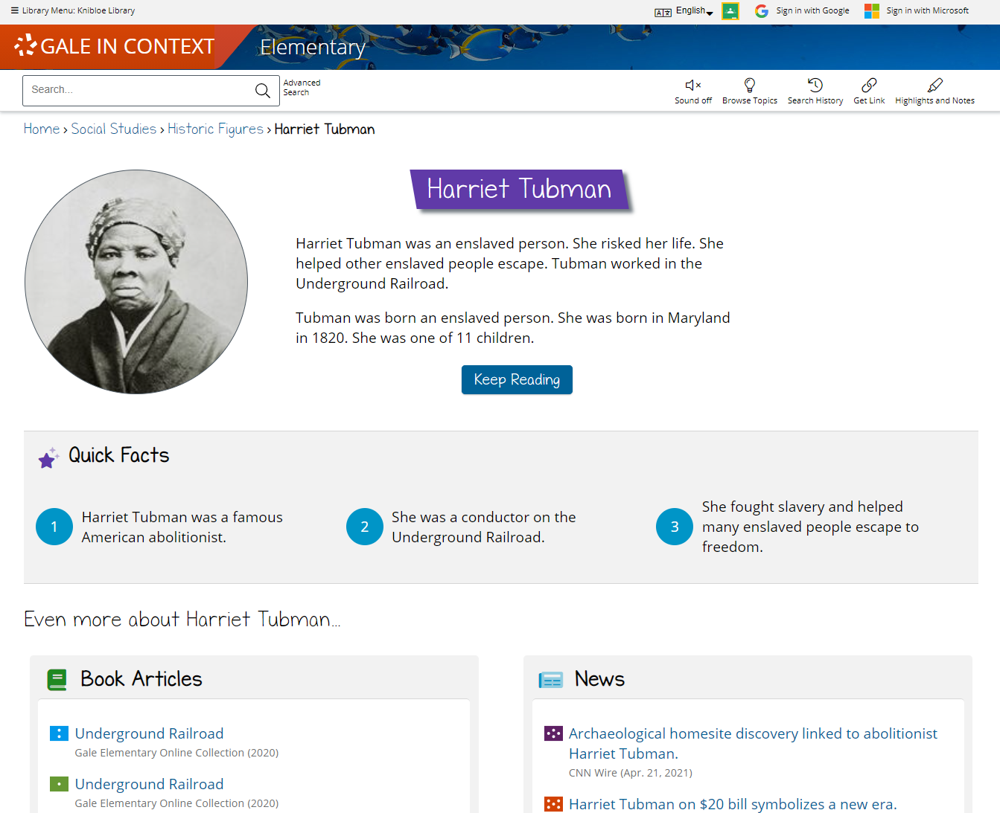 Library Menu: Knibloe Library
English
Sign in with Google
Sign in with Microsoft
GALE IN CONTEXT
Elementary
Search...
Advanced
Search
Sound off
Browse Topics
Search History
Get Link
Highlights and Notes
Home › Social Studies › Historic Figures › Harriet Tubman
Harriet Tubman
Harriet Tubman was an enslaved person. She risked her life. She
helped other enslaved people escape. Tubman worked in the
Underground Railroad.
Tubman was born an enslaved person. She was born in Maryland
in 1820. She was one of 11 children.
Keep Reading
Quick Facts
1
Harriet Tubman was a famous
American abolitionist.
2
She was a conductor on the
Underground Railroad.
3
She fought slavery and helped
many enslaved people escape to
freedom.
Even more about Harriet Tubman...
Book Articles
Underground Railroad
Gale Elementary Online Collection (2020)
Underground Railroad
Gale Elementary Online Collection (2020)
News
Archaeological homesite discovery linked to abolitionist
Harriet Tubman.
CNN Wire (Apr. 21, 2021)
Harriet Tubman on $20 bill symbolizes a new era.